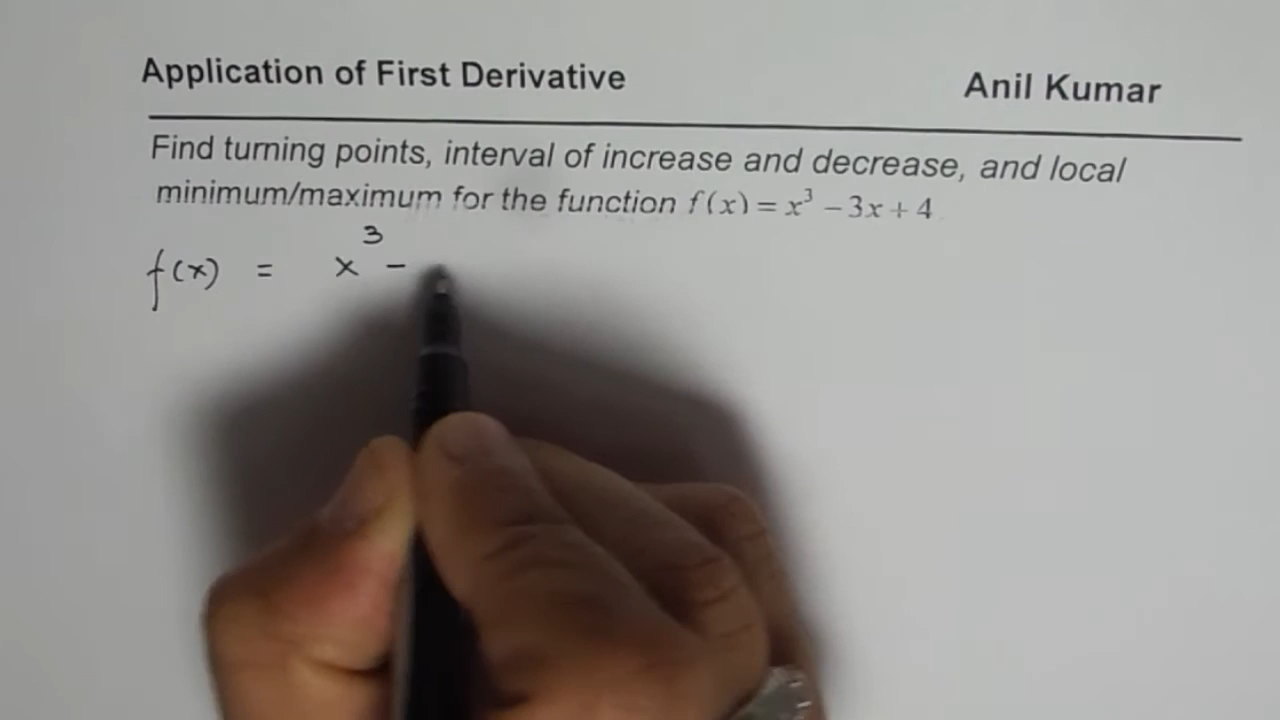 Application of First Derivative Anil Kumar
Find turning points, interval of increase and decrease, and local
minimum/maximum for the function f(x) = x³ − 3x + 4
f(x) = x³ −